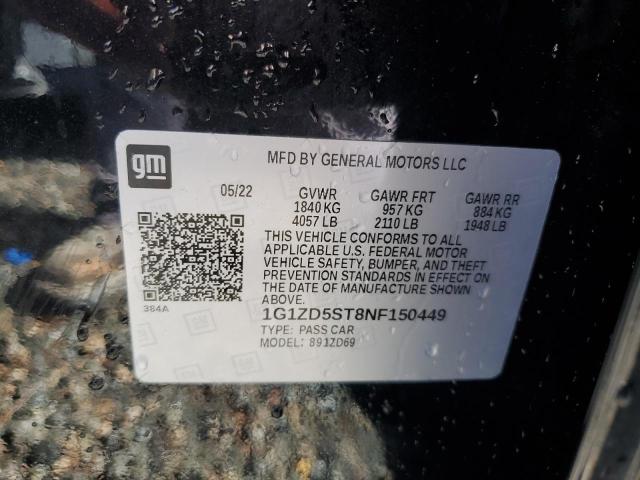 gm
MFD BY GENERAL MOTORS LLC
05/22 GVWR GAWR FRT GAWR RR
1840 KG 957 KG 884 KG
4057 LB 2110 LB 1948 LB
THIS VEHICLE CONFORMS TO ALL
APPLICABLE U.S. FEDERAL MOTOR
VEHICLE SAFETY, BUMPER, AND THEFT
PREVENTION STANDARDS IN EFFECT ON
THE DATE OF MANUFACTURE SHOWN
ABOVE.
384A
1G1ZD5ST8NF150449
TYPE: PASS CAR
MODEL: 891ZD69